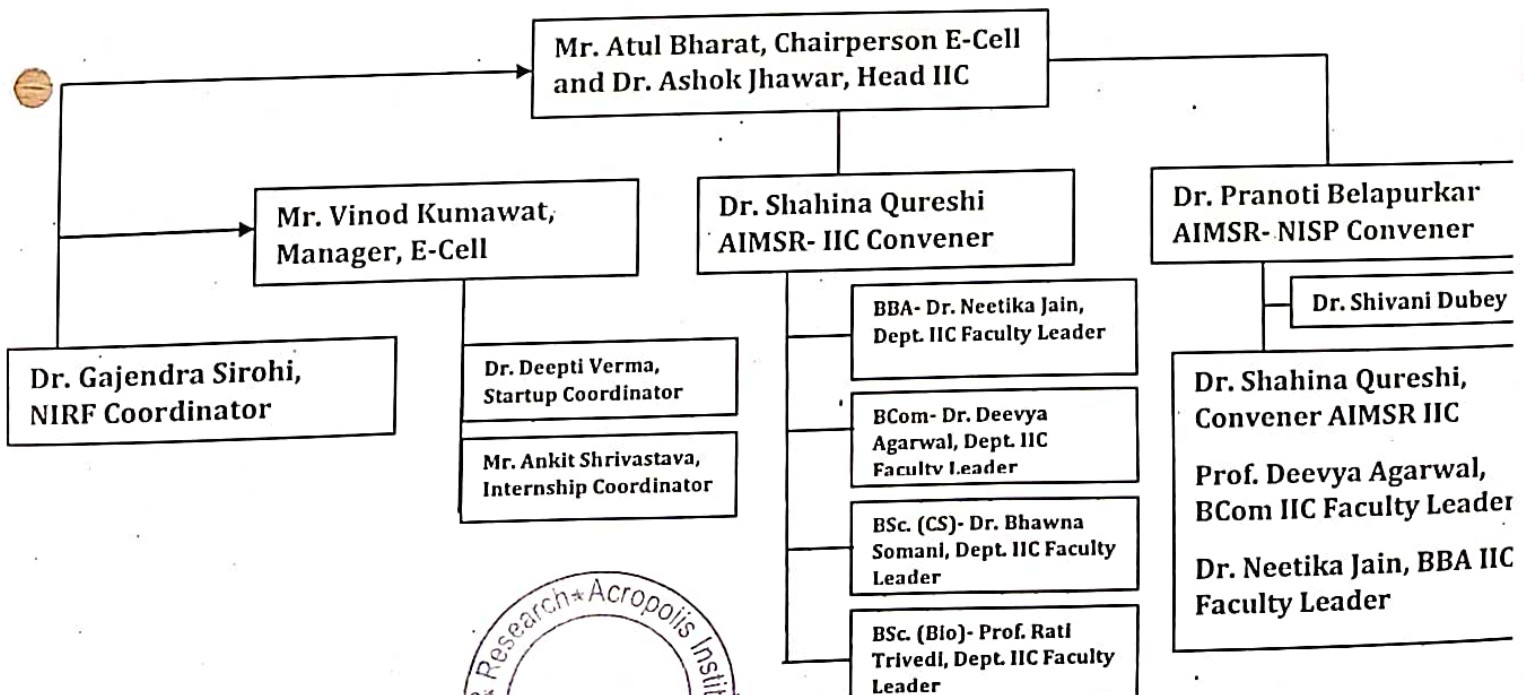 Mr. Atul Bharat, Chairperson E-Cell
and Dr. Ashok Jhawar, Head IIC
Mr. Vinod Kumawat,
Manager, E-Cell
Dr. Shahina Qureshi
AIMSR- IIC Convener
Dr. Pranoti Belapurkar
AIMSR- NISP Convener
Dr. Gajendra Sirohi,
NIRF Coordinator
Dr. Deepti Verma,
Startup Coordinator
Mr. Ankit Shrivastava,
Internship Coordinator
BBA- Dr. Neetika Jain,
Dept. IIC Faculty Leader
BCom- Dr. Deevya
Agarwal, Dept. IIC
Faculty Leader
BSc. (CS)- Dr. Bhawna
Somani, Dept. IIC Faculty
Leader
BSc. (Bio)- Prof. Rati
Trivedi, Dept. IIC Faculty
Leader
Dr. Shivani Dubey
Dr. Shahina Qureshi,
Convener AIMSR IIC
Prof. Deevya Agarwal,
BCom IIC Faculty Leader
Dr. Neetika Jain, BBA IIC
Faculty Leader
& Research * Acropolis Instit